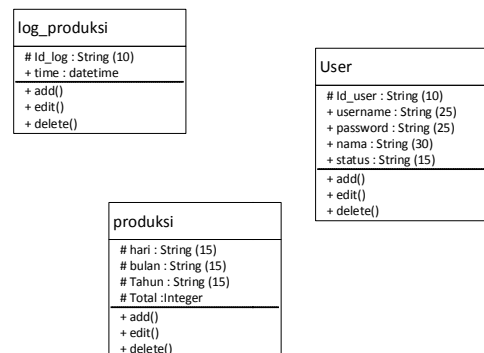 log_produksi
# Id_log : String (10)
+ time : datetime
+ add()
+ edit()
+ delete()
User
# Id_user : String (10)
+ username : String (25)
+ password : String (25)
+ nama : String (30)
+ status : String (15)
+ add()
+ edit()
+ delete()
produksi
# hari : String (15)
# bulan : String (15)
# Tahun : String (15)
# Total :Integer
+ add()
+ edit()
+ delete()